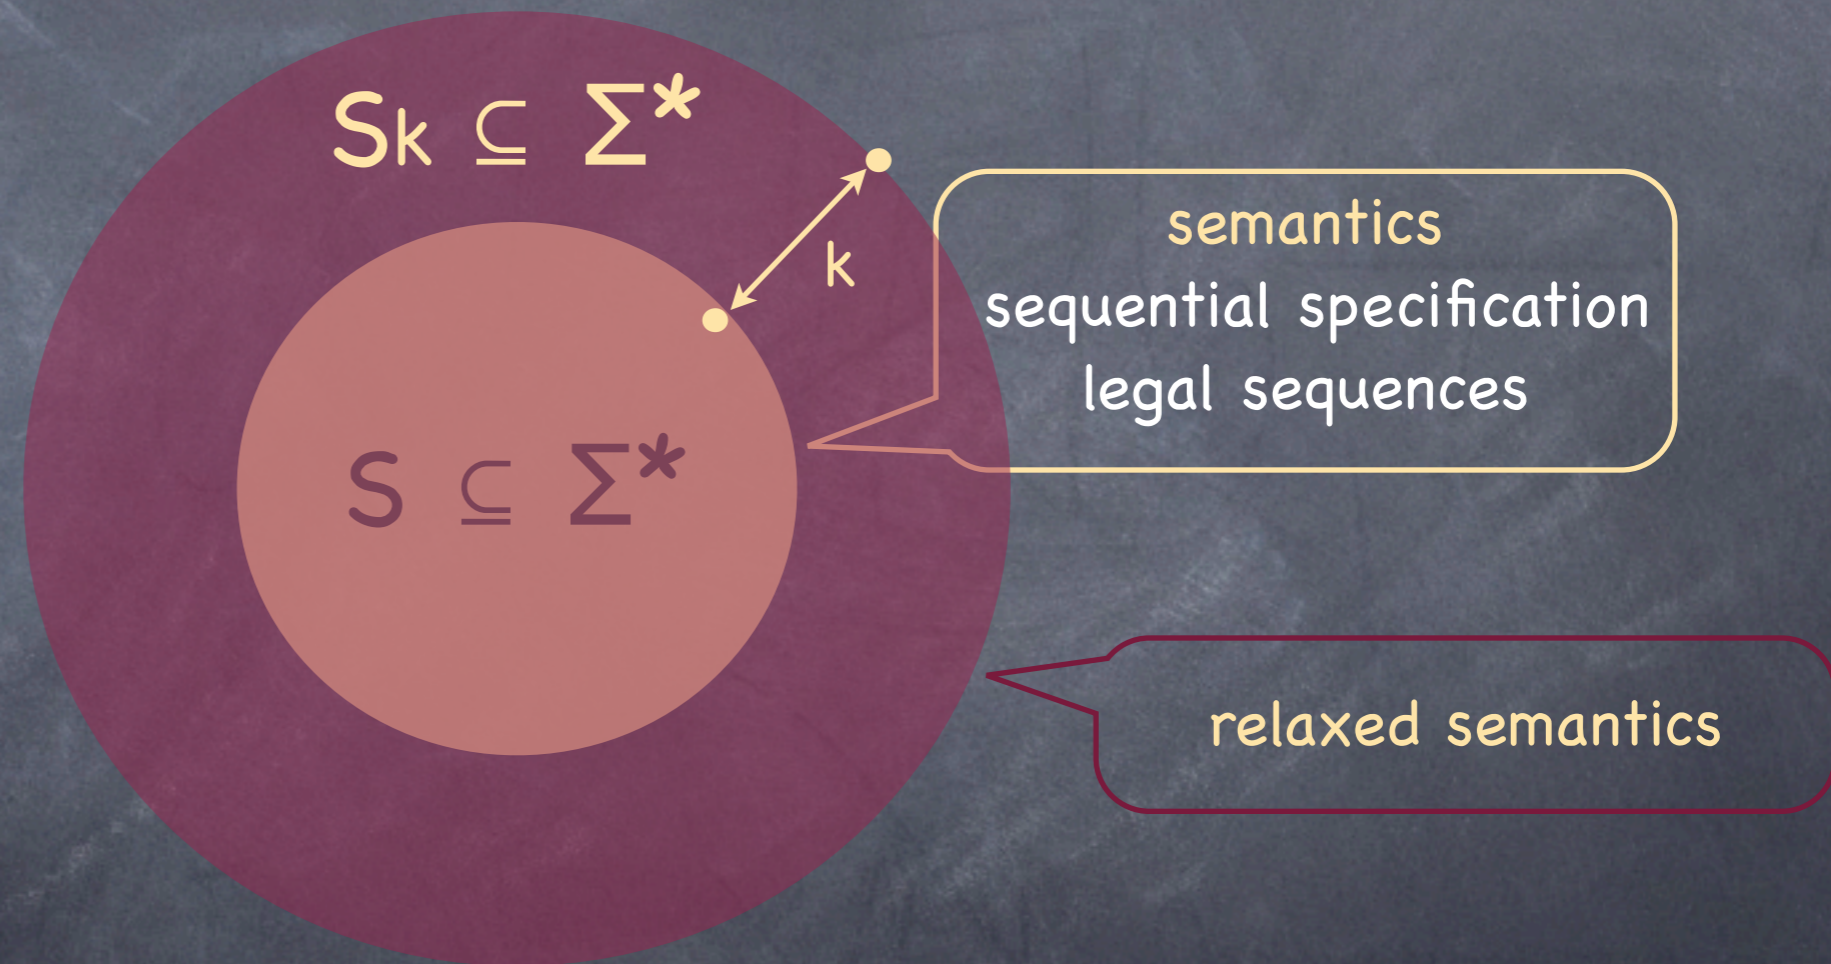 Sk ⊆ Σ*
k
semantics
sequential specification
legal sequences
S ⊆ Σ*
relaxed semantics